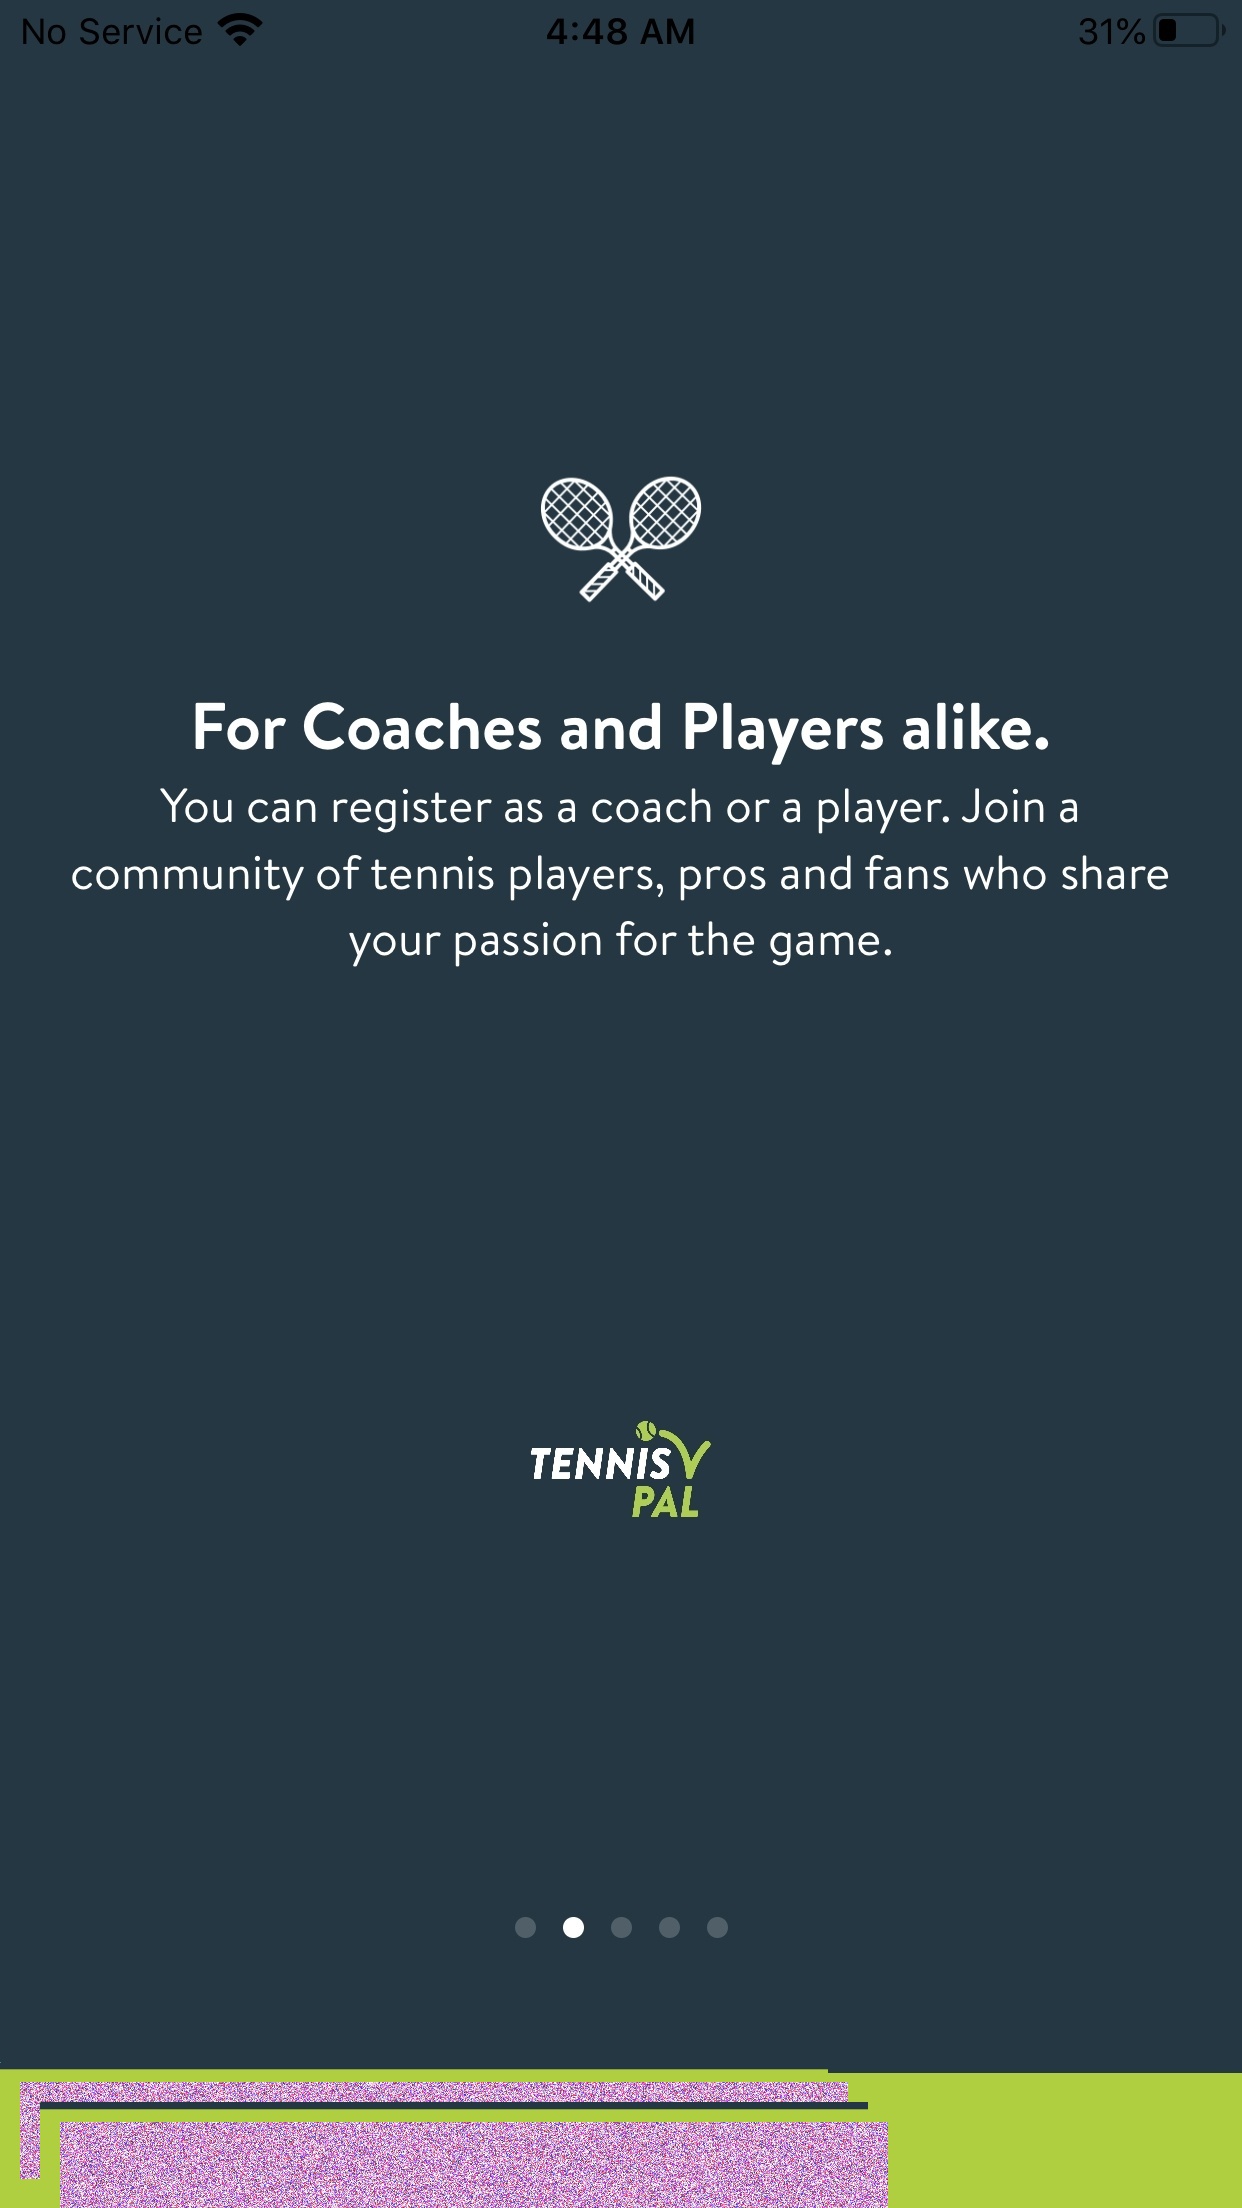 No Service
4:48 AM
31%
For Coaches and Players alike.
You can register as a coach or a player. Join a
community of tennis players, pros and fans who share
your passion for the game.
TENNIS
PAL